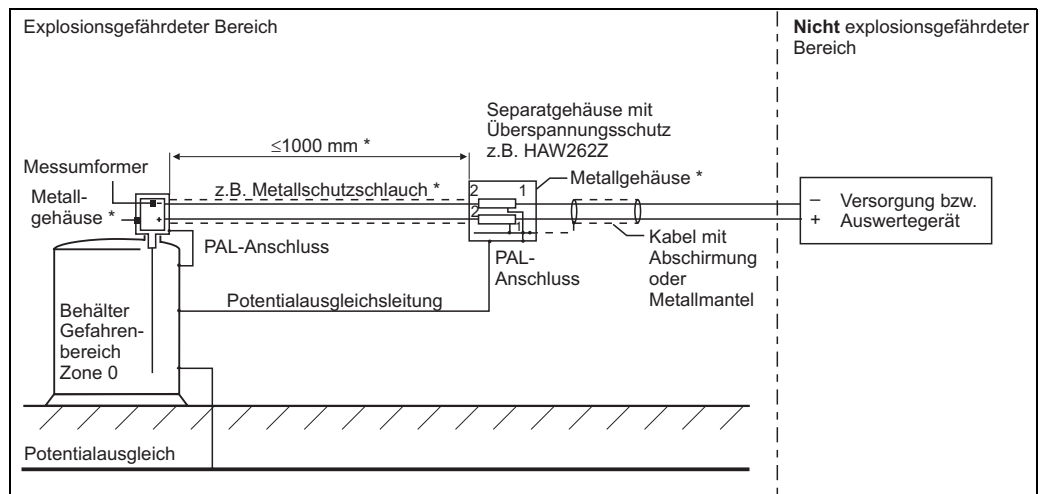 Explosionsgefährdeter Bereich
Nicht explosionsgefährdeter
Bereich
Separatgehäuse mit
Überspannungsschutz
z.B. HAW262Z
≤1000 mm *
Messumformer
Metall-
gehäuse *
z.B. Metallschutzschlauch *
2 1
2 1
Metallgehäuse *
–
+
– Versorgung bzw.
+ Auswertegerät
PAL-Anschluss
PAL-
Anschluss
Kabel mit
Abschirmung
oder
Metallmantel
Potentialausgleichsleitung
Behälter
Gefahren-
bereich
Zone 0
Potentialausgleich